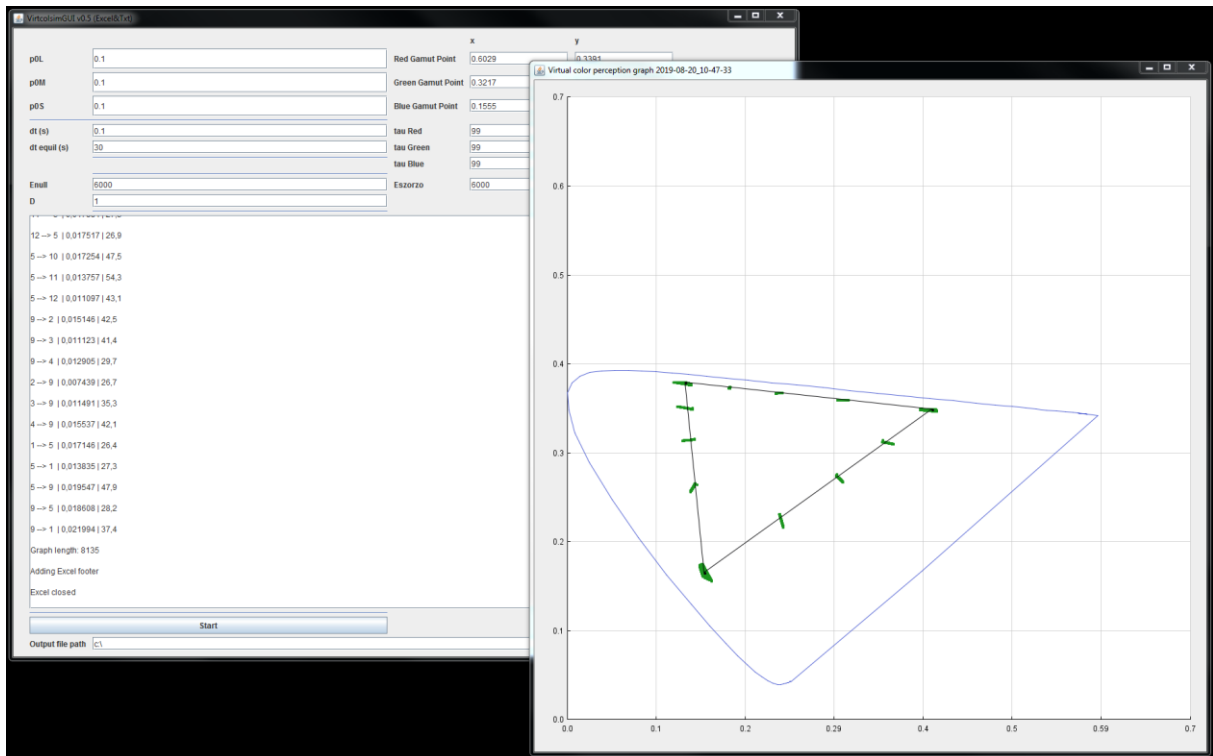 VirtcolsimGUI v0.5 (Excel&Txt)
x y
p0L 0.1 Red Gamut Point 0.6029 0.3391
p0M 0.1 Green Gamut Point 0.3217
p0S 0.1 Blue Gamut Point 0.1555
dt (s) 0.1 tau Red 99
dt equil (s) 30 tau Green 99
tau Blue 99
Enull 6000 Eszorzo 6000
D 1
12 --> 5 | 0,017517 | 26,9
5 --> 10 | 0,017254 | 47,5
5 --> 11 | 0,013757 | 54,3
5 --> 12 | 0,011097 | 43,1
9 --> 2 | 0,015146 | 42,5
9 --> 3 | 0,011123 | 41,4
9 --> 4 | 0,012905 | 29,7
2 --> 9 | 0,007439 | 26,7
3 --> 9 | 0,011491 | 35,3
4 --> 9 | 0,015537 | 42,1
1 --> 5 | 0,017146 | 26,4
5 --> 1 | 0,013835 | 27,3
5 --> 9 | 0,019547 | 47,9
9 --> 5 | 0,018608 | 28,2
9 --> 1 | 0,021994 | 37,4
Graph length: 8135
Adding Excel footer
Excel closed
Start
Output file path c:\
Virtual color perception graph 2019-08-20_10-47-33
0.7
0.6
0.5
0.4
0.3
0.2
0.1
0.0
0.0 0.1 0.2 0.29 0.4 0.5 0.59 0.7